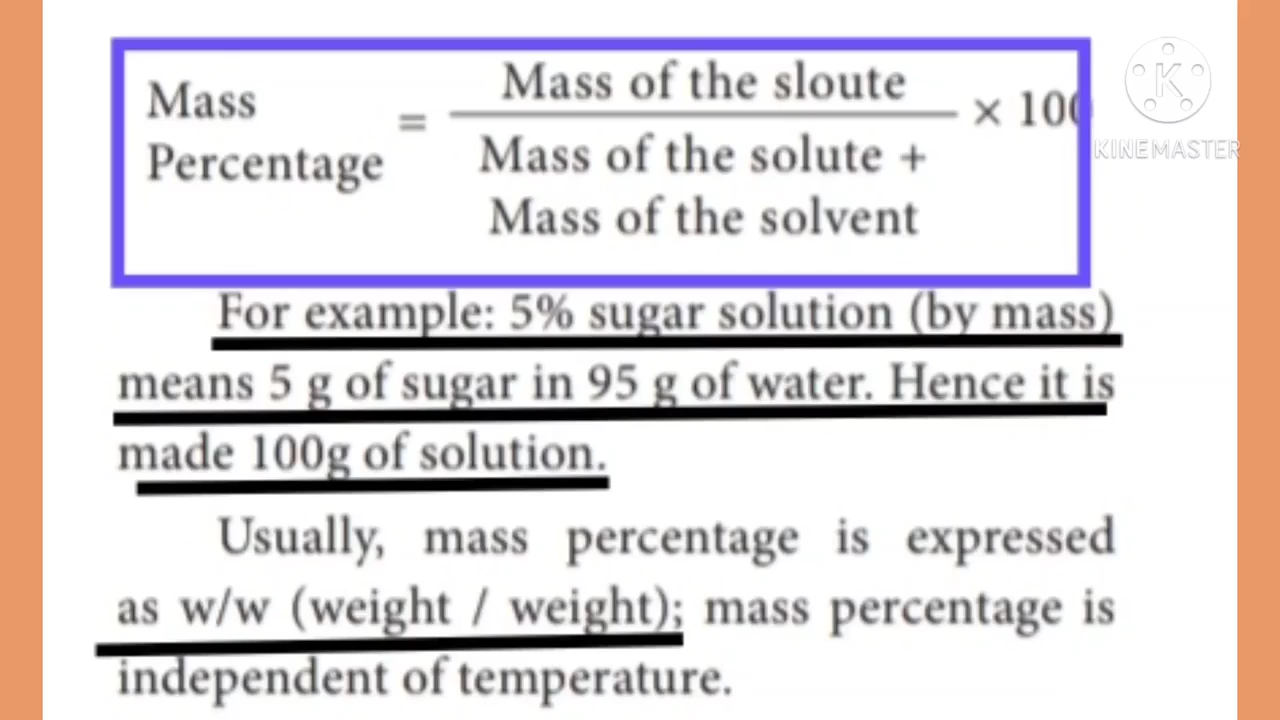 Mass
Percentage
=
Mass of the sloute
Mass of the solute +
Mass of the solvent
× 100
K
KINEMASTER
For example: 5% sugar solution (by mass)
means 5 g of sugar in 95 g of water. Hence it is
made 100g of solution.
Usually, mass percentage is expressed
as w/w (weight / weight); mass percentage is
independent of temperature.